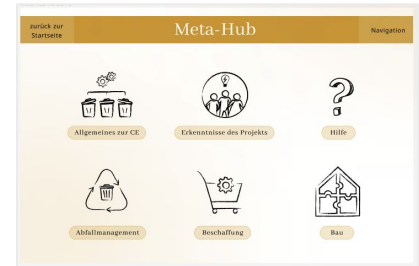 zurück zur
Startseite
Meta-Hub
Navigation
Allgemeines zur CE
Erkenntnisse des Projekts
Hilfe
Abfallmanagement
Beschaffung
Bau